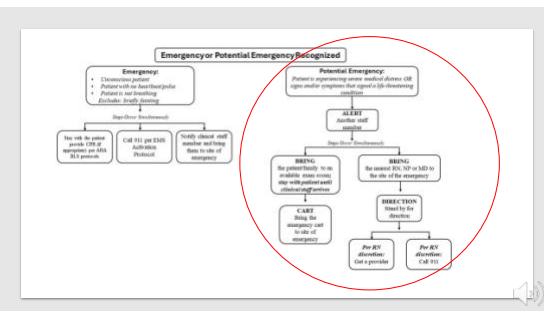 Emergency or Potential Emergency Recognized
Emergency:
• Unconscious patient
• Patient with no heartbeat/pulse
• Patient is not breathing
Excludes: briefly fainting
Steps Occur Simultaneously
Stay with the patient
provide CPR if
appropriate per AHA
BLS protocols
Call 911 per EMS
Activation
Protocol
Notify clinical staff
member and bring
them to site of
emergency
Potential Emergency:
Patient is experiencing severe medical distress OR
signs and/or symptoms that signal a life-threatening
condition
ALERT
Another staff
member
Steps Occur Simultaneously
BRING
the patient/family to an
available exam room;
stay with patient until
clinical staff arrives
CART
Bring the
emergency cart
to site of
emergency
BRING
the nearest RN, NP or MD to
the site of the emergency
DIRECTION
Stand by for
direction
Per RN
discretion:
Get a provider
Per RN
discretion:
Call 911